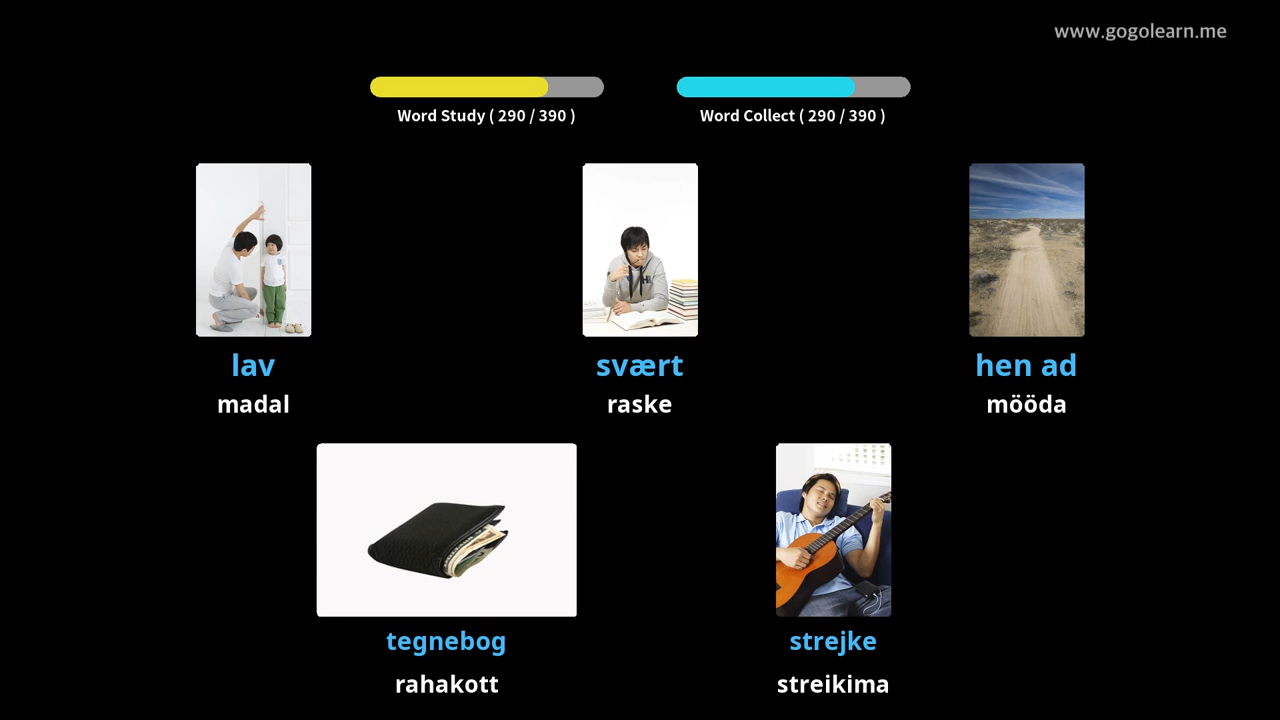 www.gogolearn.me
Word Study ( 290 / 390 )
Word Collect ( 290 / 390 )
lav
madal
svært
raske
hen ad
mööda
tegnebog
rahakott
strejke
streikima